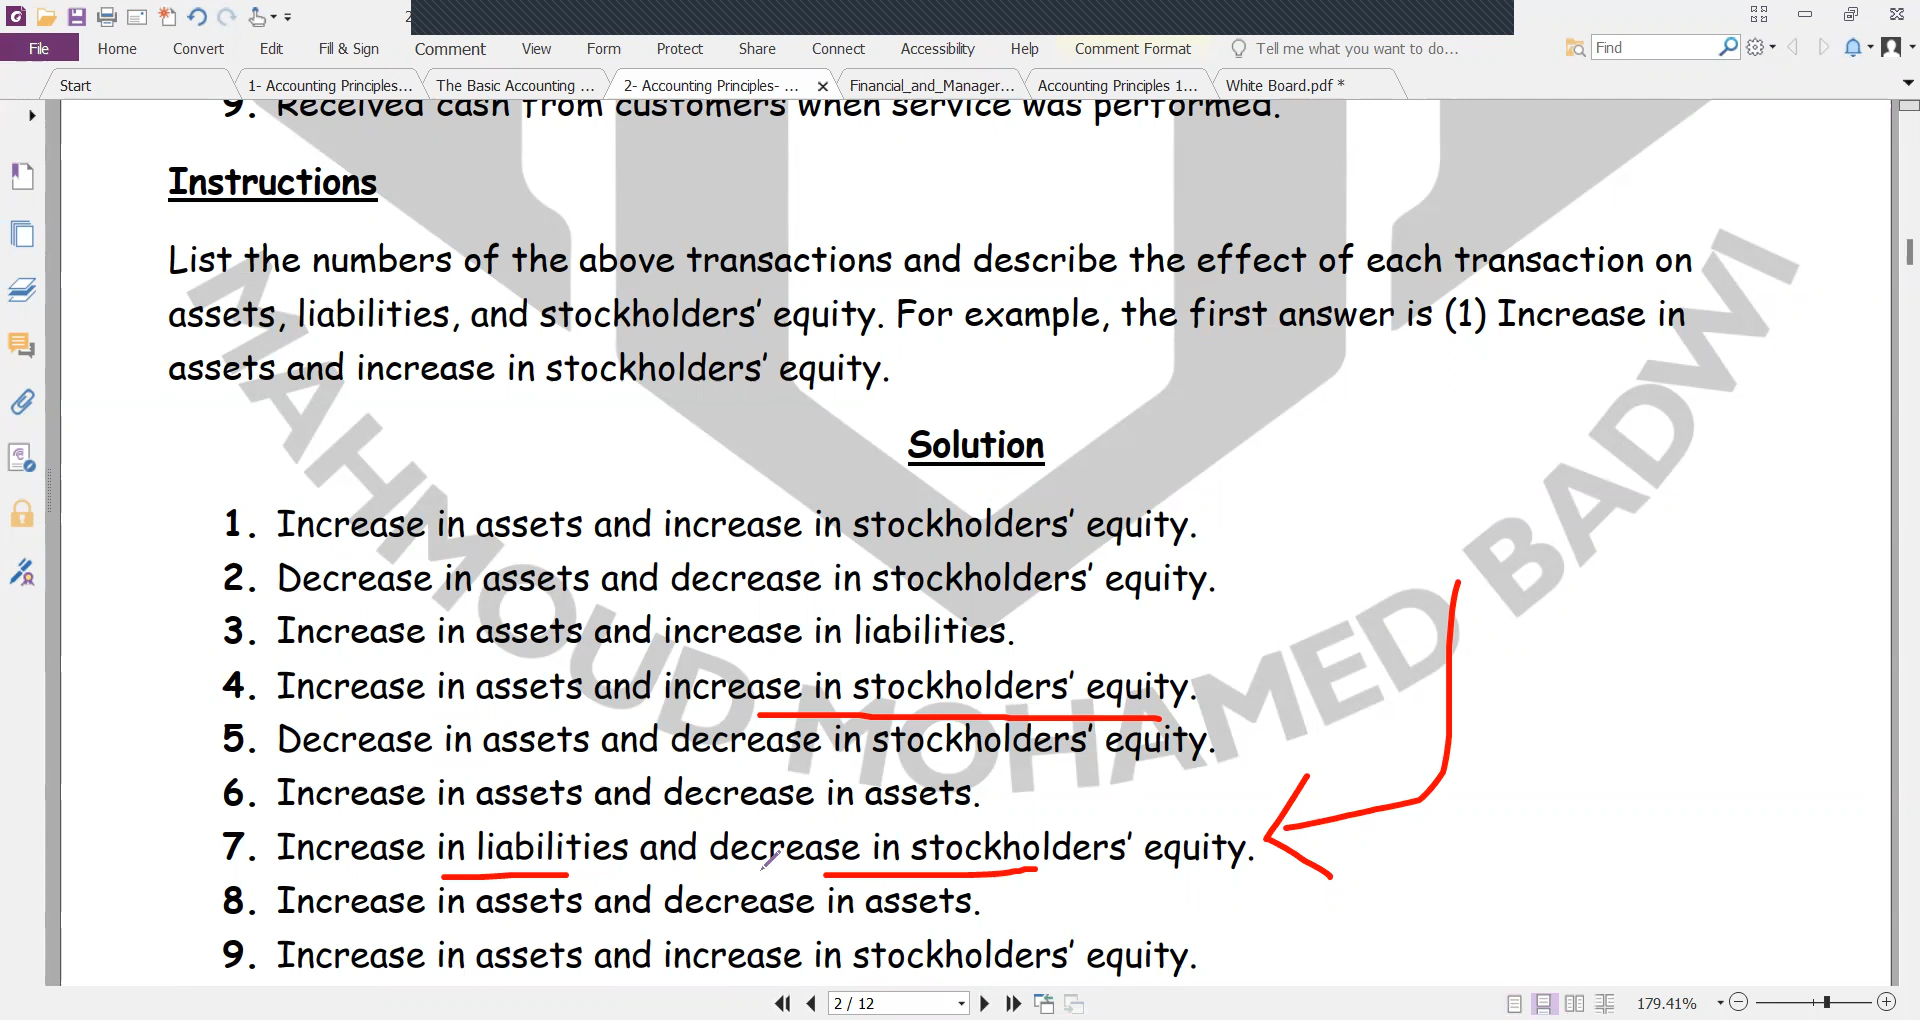 2
File Home Convert Edit Fill & Sign Comment View Form Protect Share Connect Accessibility Help Comment Format Tell me what you want to do... Find
Start 1- Accounting Principles... The Basic Accounting ... 2- Accounting Principles- ... Financial_and_Manager... Accounting Principles 1... White Board.pdf *
9. Received cash from customers when service was performed.
Instructions
List the numbers of the above transactions and describe the effect of each transaction on
assets, liabilities, and stockholders’ equity. For example, the first answer is (1) Increase in
assets and increase in stockholders’ equity.
Solution
1. Increase in assets and increase in stockholders’ equity.
2. Decrease in assets and decrease in stockholders’ equity.
3. Increase in assets and increase in liabilities.
4. Increase in assets and increase in stockholders’ equity.
5. Decrease in assets and decrease in stockholders’ equity.
6. Increase in assets and decrease in assets.
7. Increase in liabilities and decrease in stockholders’ equity.
8. Increase in assets and decrease in assets.
9. Increase in assets and increase in stockholders’ equity.
MAHMOUD MOHAMED BADWI
2 / 12
179.41%